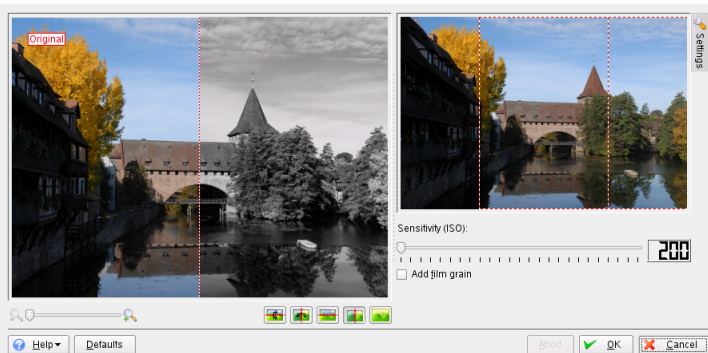 Original
Settings
Sensitivity (ISO):
200
Add film grain
Help
Defaults
Abort
OK
Cancel